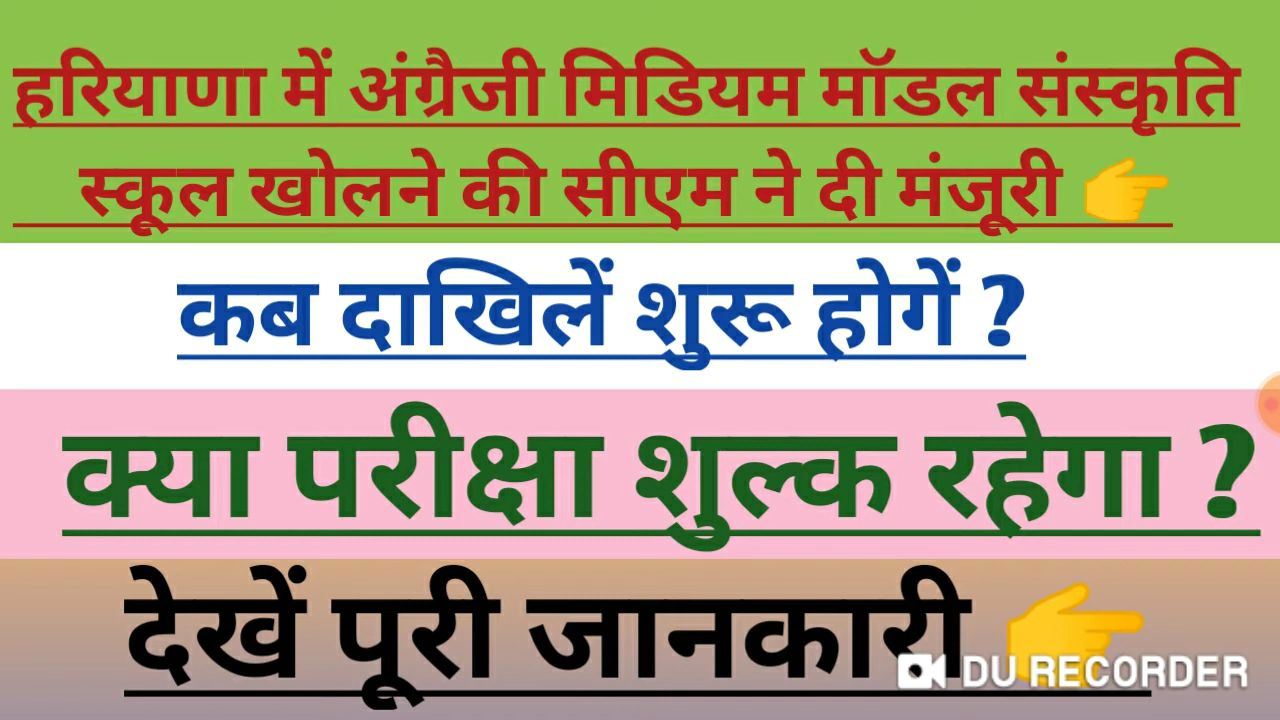 हरियाणा में अंग्रैजी मिडियम मॉडल संस्कृति
स्कूल खोलने की सीएम ने दी मंजूरी 👉
कब दाखिलें शुरू होगें ?
क्या परीक्षा शुल्क रहेगा ?
देखें पूरी जानकारी 👉
DU RECORDER